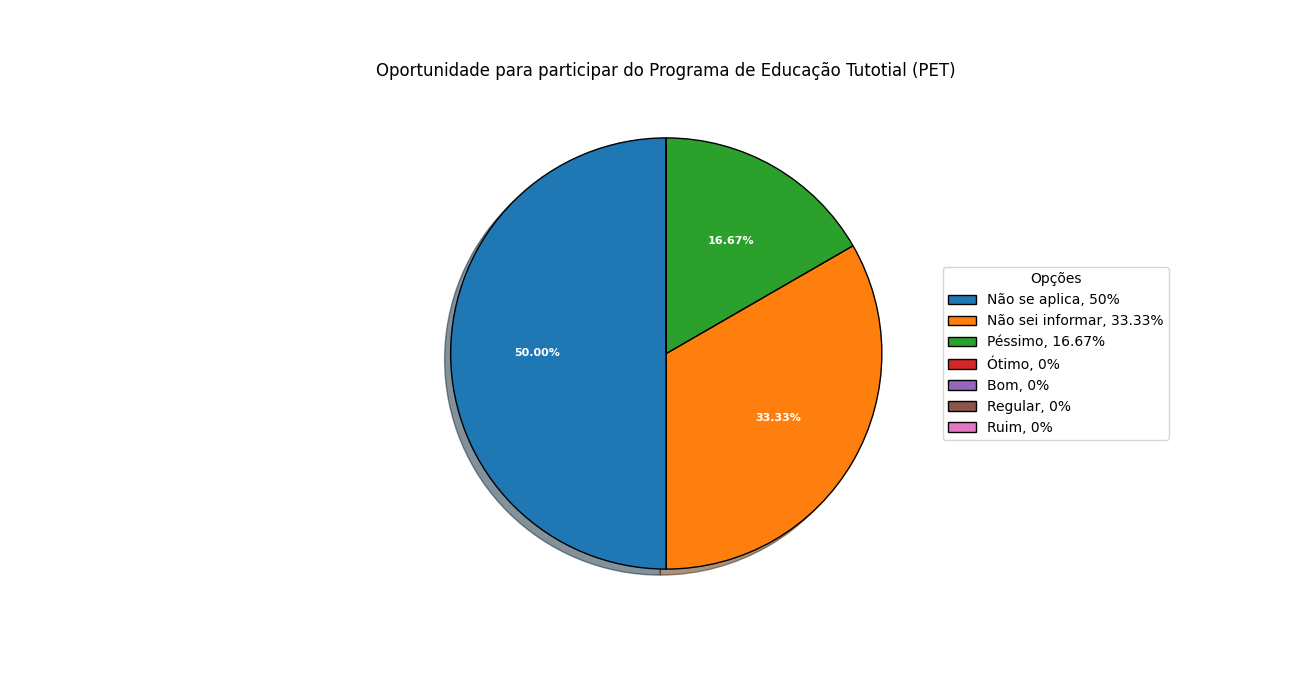 Oportunidade para participar do Programa de Educação Tutotial (PET)
16.67%
50.00%
33.33%
Opções
Não se aplica, 50%
Não sei informar, 33.33%
Péssimo, 16.67%
Ótimo, 0%
Bom, 0%
Regular, 0%
Ruim, 0%